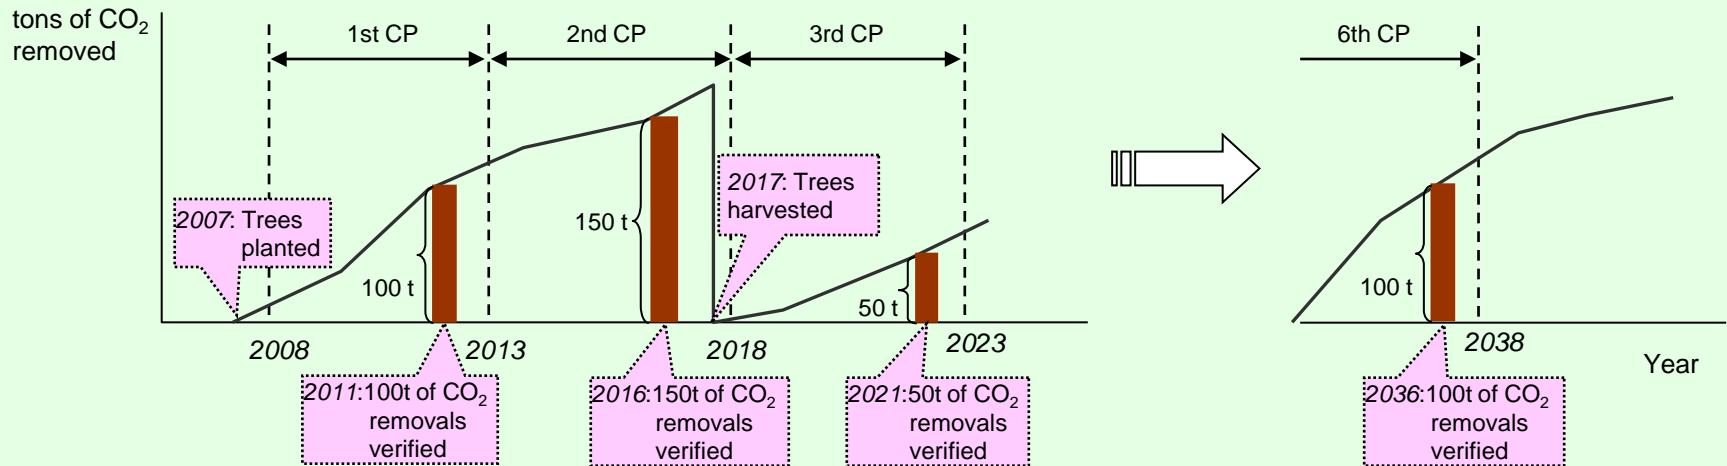 tons of CO2
removed
1st CP
2nd CP
3rd CP
6th CP
2007: Trees
planted
100 t
150 t
2017: Trees
harvested
50 t
100 t
2008
2013
2018
2023
2038
Year
2011:100t of CO2
removals
verified
2016:150t of CO2
removals
verified
2021:50t of CO2
removals
verified
2036:100t of CO2
removals
verified